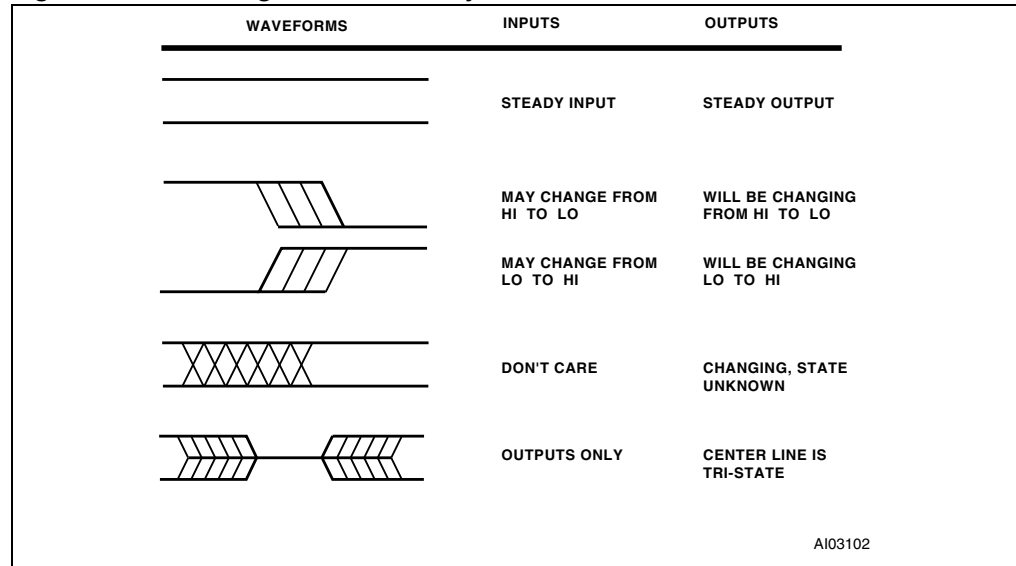 WAVEFORMS INPUTS OUTPUTS
STEADY INPUT STEADY OUTPUT
MAY CHANGE FROM WILL BE CHANGING
HI TO LO FROM HI TO LO
MAY CHANGE FROM WILL BE CHANGING
LO TO HI LO TO HI
DON'T CARE CHANGING, STATE
UNKNOWN
OUTPUTS ONLY CENTER LINE IS
TRI-STATE
AI03102